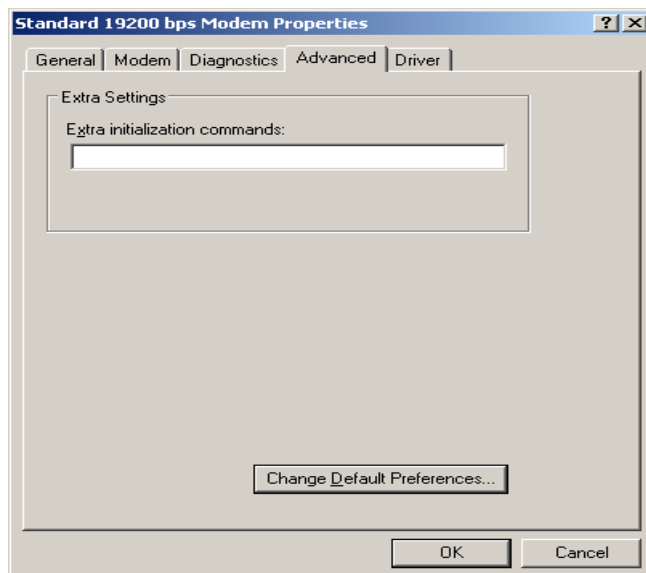 Standard 19200 bps Modem Properties
General Modem Diagnostics Advanced Driver
Extra Settings
Extra initialization commands:
Change Default Preferences...
OK Cancel